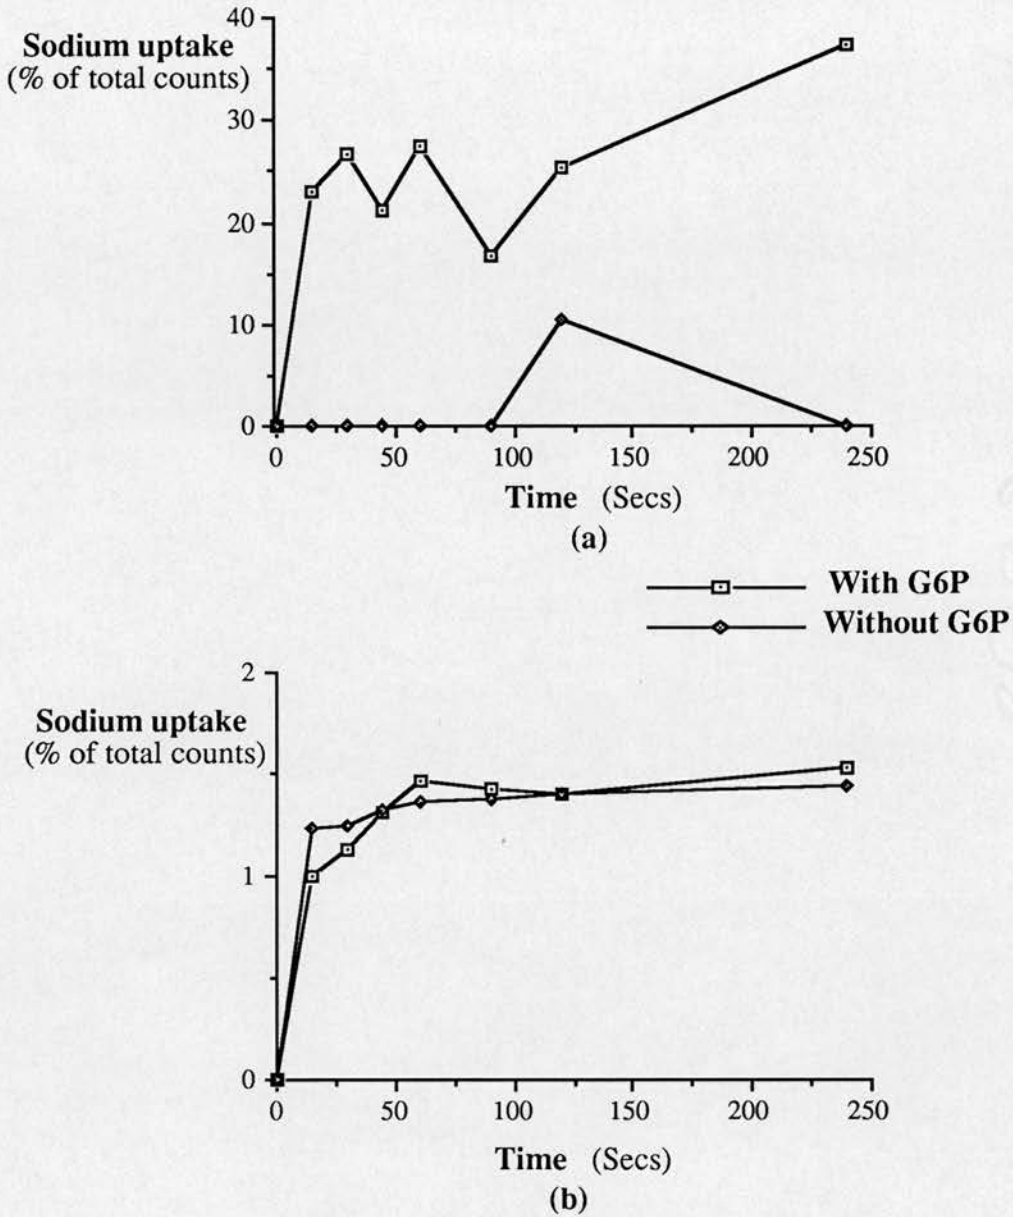 40
Sodium uptake
(% of total counts)
30
20
10
0
0 50 100 150 200 250
Time (Secs)
(a)
With G6P
Without G6P
2
Sodium uptake
(% of total counts)
1
0
0 50 100 150 200 250
Time (Secs)
(b)